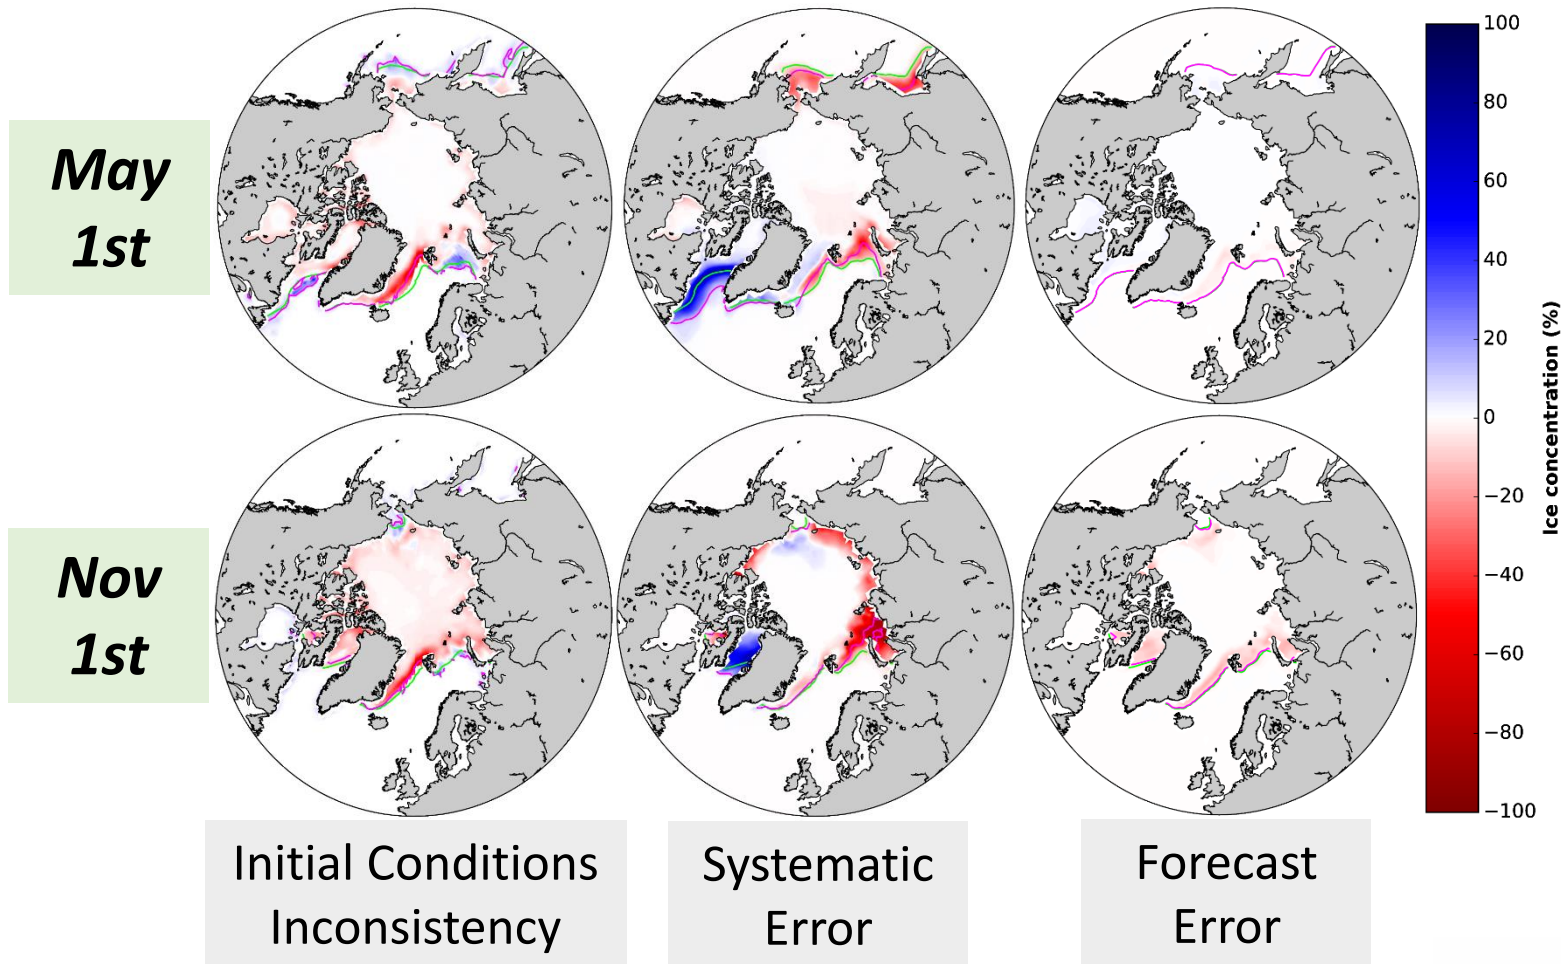 May
1st
Nov
1st
Initial Conditions
Inconsistency
Systematic
Error
Forecast
Error
100
80
60
40
20
0
−20
−40
−60
−80
−100
Ice concentration (%)